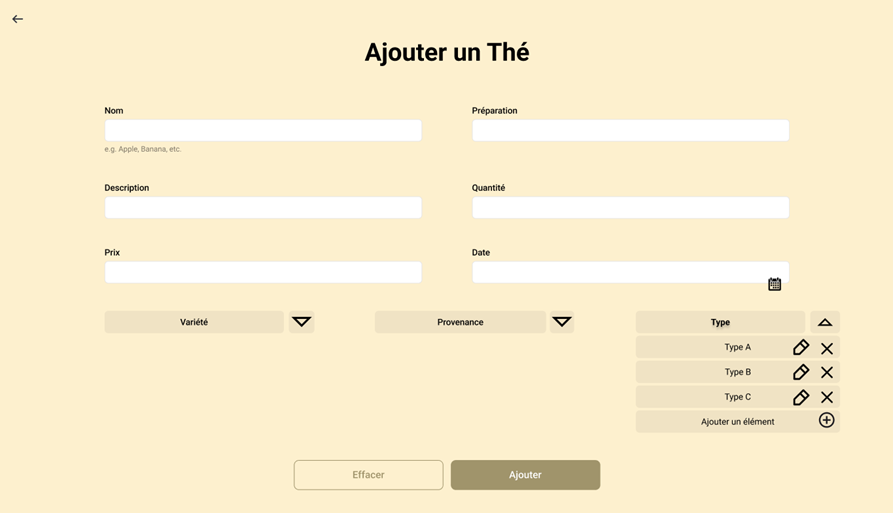 Ajouter un Thé
Nom
Préparation
e.g. Apple, Banana, etc.
Description
Quantité
Prix
Date
Variété
Provenance
Type
Type A
Type B
Type C
Ajouter un élément
Effacer
Ajouter